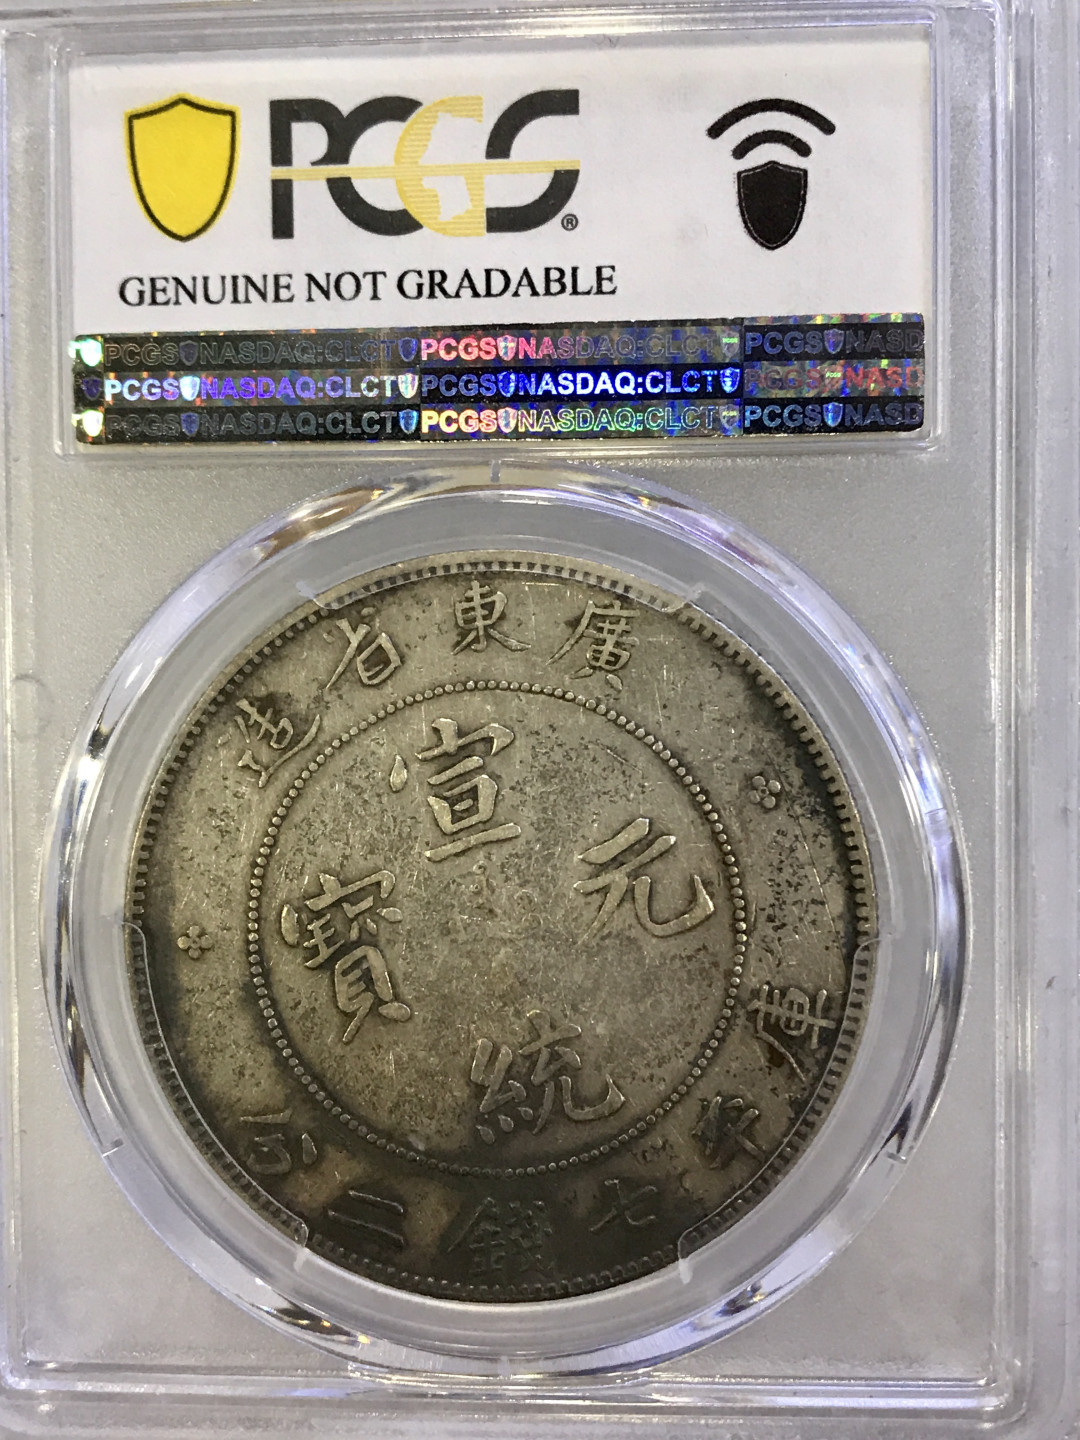 PCGS®
GENUINE NOT GRADABLE
PCGS NASDAQ:CLCT PCGS NASDAQ:CLCT PCGS NASD
PCGS NASDAQ:CLCT PCGS NASDAQ:CLCT PCGS NASD
PCGS NASDAQ:CLCT PCGS NASDAQ:CLCT PCGS NASD
廣東省造
宣統元寶
庫平七錢二分